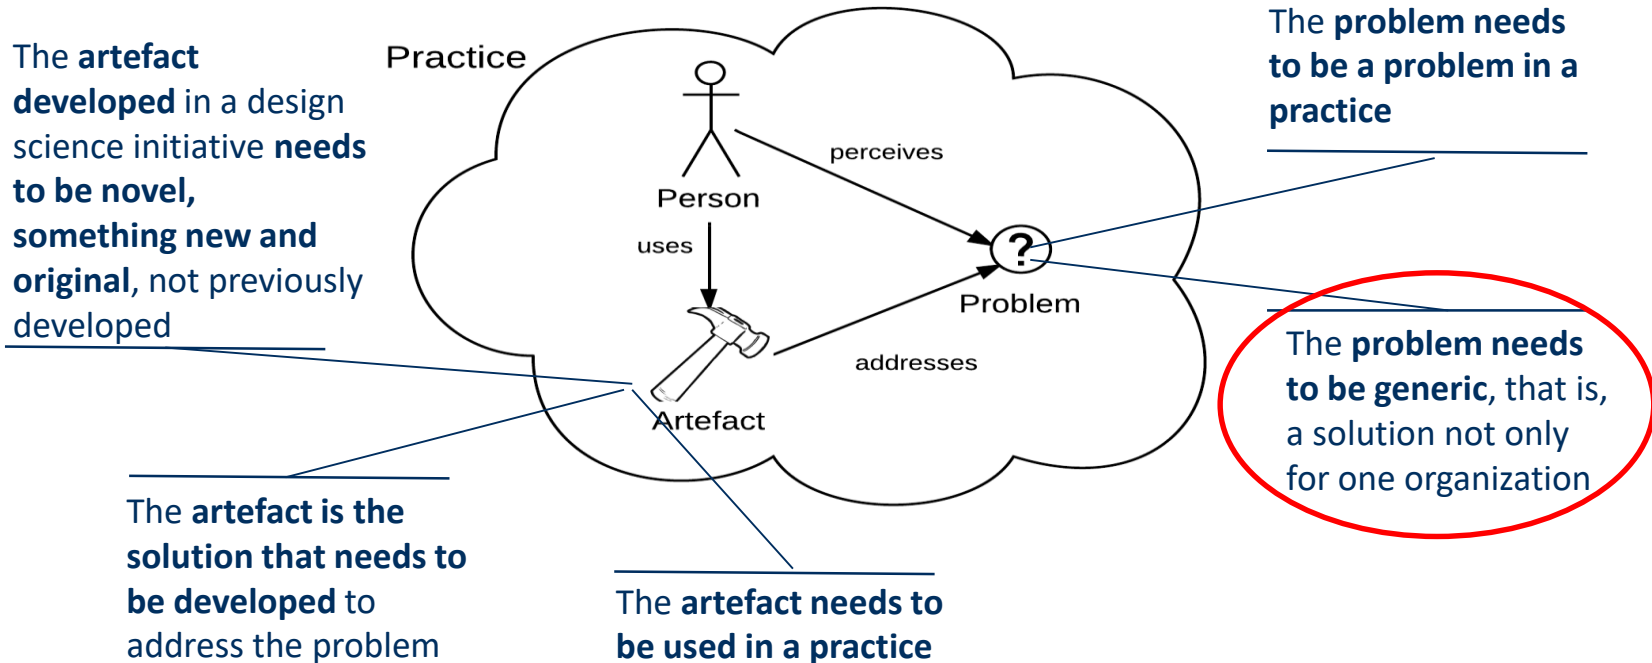 The artefact
developed in a design
science initiative needs
to be novel,
something new and
original, not previously
developed
Practice
perceives
Person
uses
?
Problem
addresses
Artefact
The problem needs
to be a problem in a
practice
The problem needs
to be generic, that is,
a solution not only
for one organization
The artefact is the
solution that needs to
be developed to
address the problem
The artefact needs to
be used in a practice